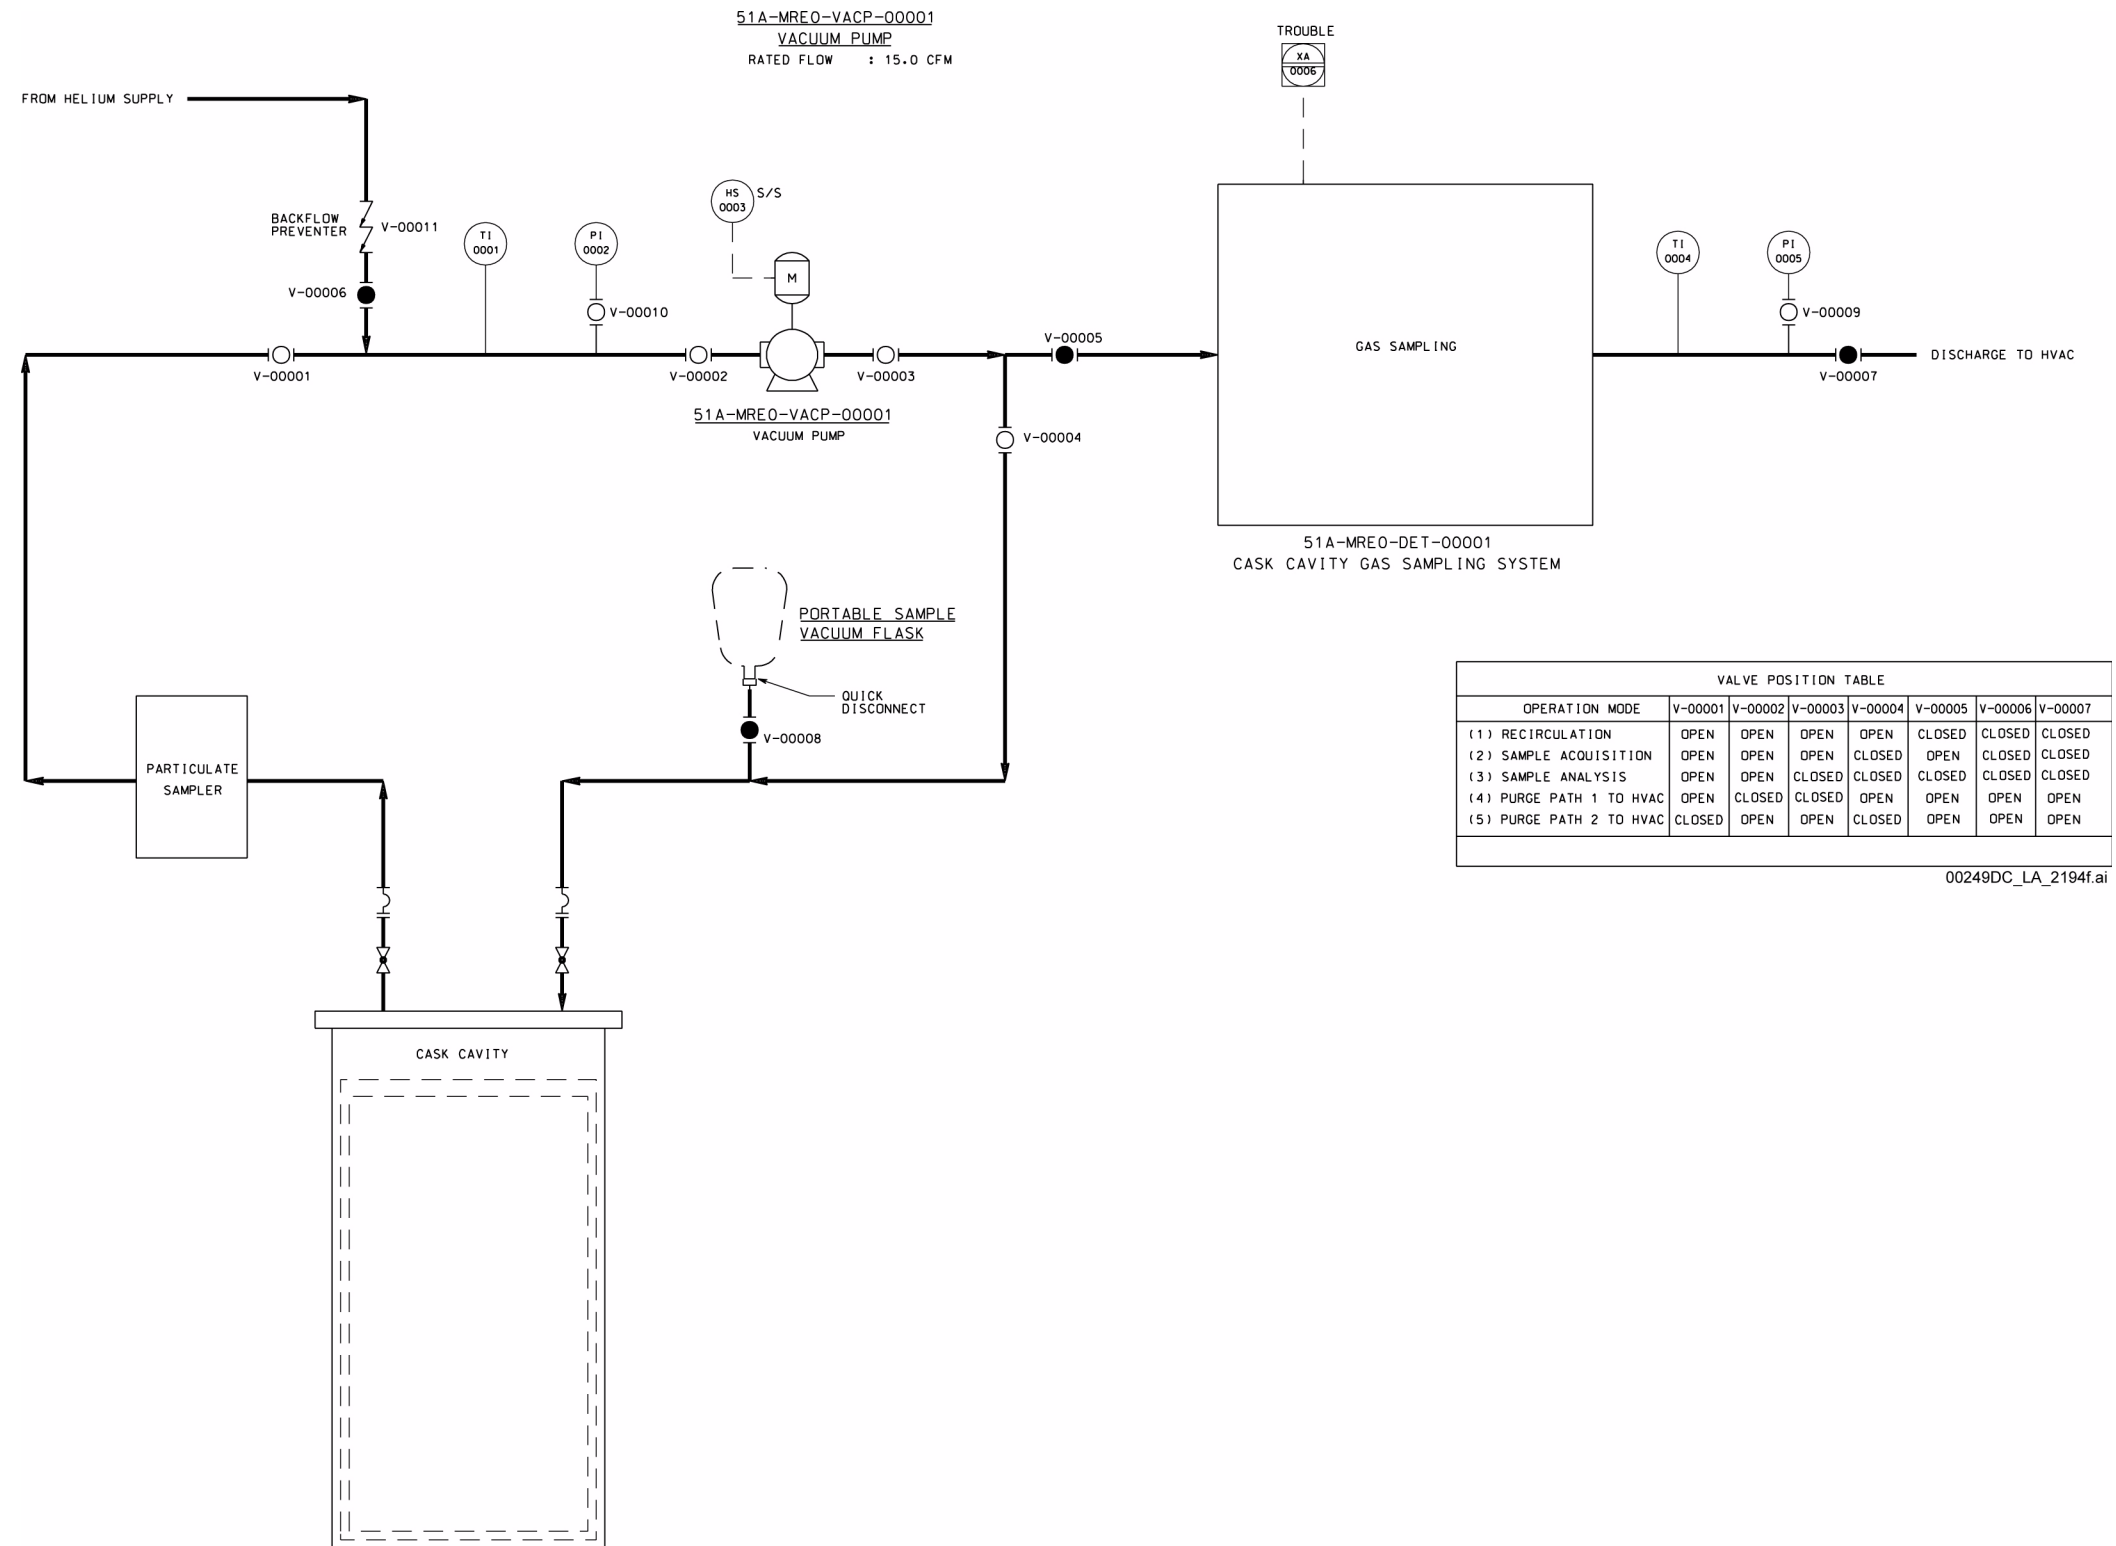 51A-MRE0-VACP-00001
VACUUM PUMP
RATED FLOW : 15.0 CFM
TROUBLE
XA
0006
FROM HELIUM SUPPLY
BACKFLOW
PREVENTER
V-00011
V-00006
TI
0001
PI
0002
V-00010
HS
0003
S/S
M
V-00001
V-00002
V-00003
51A-MRE0-VACP-00001
VACUUM PUMP
V-00005
V-00004
GAS SAMPLING
51A-MRE0-DET-00001
CASK CAVITY GAS SAMPLING SYSTEM
TI
0004
PI
0005
V-00009
V-00007
DISCHARGE TO HVAC
PORTABLE SAMPLE
VACUUM FLASK
QUICK
DISCONNECT
V-00008
PARTICULATE
SAMPLER
CASK CAVITY
VALVE POSITION TABLE
OPERATION MODE V-00001 V-00002 V-00003 V-00004 V-00005 V-00006 V-00007
(1) RECIRCULATION OPEN OPEN OPEN OPEN CLOSED CLOSED CLOSED
(2) SAMPLE ACQUISITION OPEN OPEN OPEN CLOSED OPEN CLOSED CLOSED
(3) SAMPLE ANALYSIS OPEN OPEN CLOSED CLOSED CLOSED CLOSED CLOSED
(4) PURGE PATH 1 TO HVAC OPEN CLOSED CLOSED OPEN OPEN OPEN OPEN
(5) PURGE PATH 2 TO HVAC CLOSED OPEN OPEN CLOSED OPEN OPEN OPEN
00249DC_LA_2194f.ai